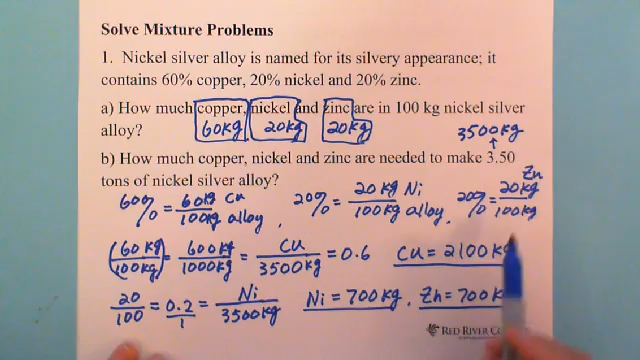 Solve Mixture Problems
1. Nickel silver alloy is named for its silvery appearance; it
contains 60% copper, 20% nickel and 20% zinc.
a) How much copper, nickel and zinc are in 100 kg nickel silver
alloy? 60kg 20kg 20kg 3500kg
b) How much copper, nickel and zinc are needed to make 3.50
tons of nickel silver alloy?
60% = 60kg Cu / 100kg alloy , 20% = 20kg Ni / 100kg alloy , 20% = 20kg Zn / 100kg
(60kg / 100kg) = 600kg / 1000kg = Cu / 3500kg = 0.6 Cu = 2100k
20 / 100 = 0.2 / 1 = Ni / 3500kg Ni = 700kg , Zn = 700k
RED RIVER